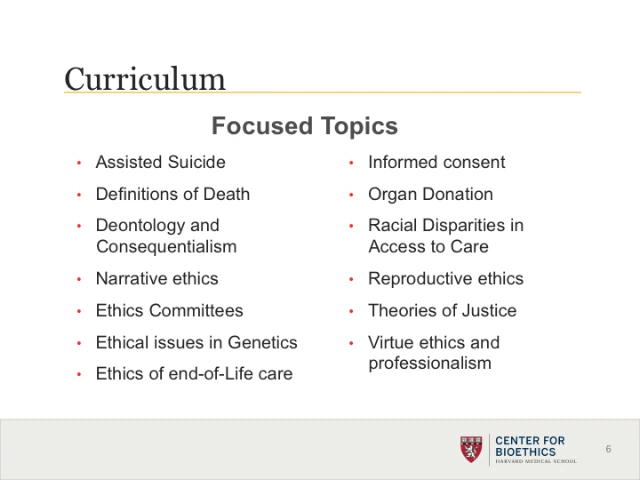 Curriculum
Focused Topics
• Assisted Suicide
• Definitions of Death
• Deontology and
Consequentialism
• Narrative ethics
• Ethics Committees
• Ethical issues in Genetics
• Ethics of end-of-Life care
• Informed consent
• Organ Donation
• Racial Disparities in
Access to Care
• Reproductive ethics
• Theories of Justice
• Virtue ethics and
professionalism
CENTER FOR
BIOETHICS
HARVARD MEDICAL SCHOOL
6